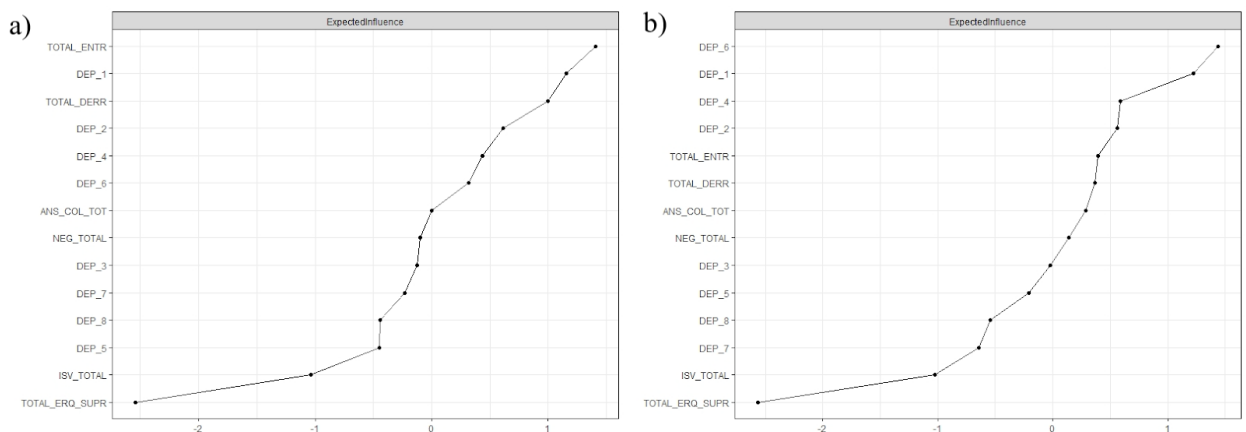 a)
ExpectedInfluence
TOTAL_ENTR
DEP_1
TOTAL_DERR
DEP_2
DEP_4
DEP_6
ANS_COL_TOT
NEG_TOTAL
DEP_3
DEP_7
DEP_8
DEP_5
ISV_TOTAL
TOTAL_ERQ_SUPR
-2 -1 0 1
b)
ExpectedInfluence
DEP_6
DEP_1
DEP_4
DEP_2
TOTAL_ENTR
TOTAL_DERR
ANS_COL_TOT
NEG_TOTAL
DEP_3
DEP_5
DEP_8
DEP_7
ISV_TOTAL
TOTAL_ERQ_SUPR
-2 -1 0 1